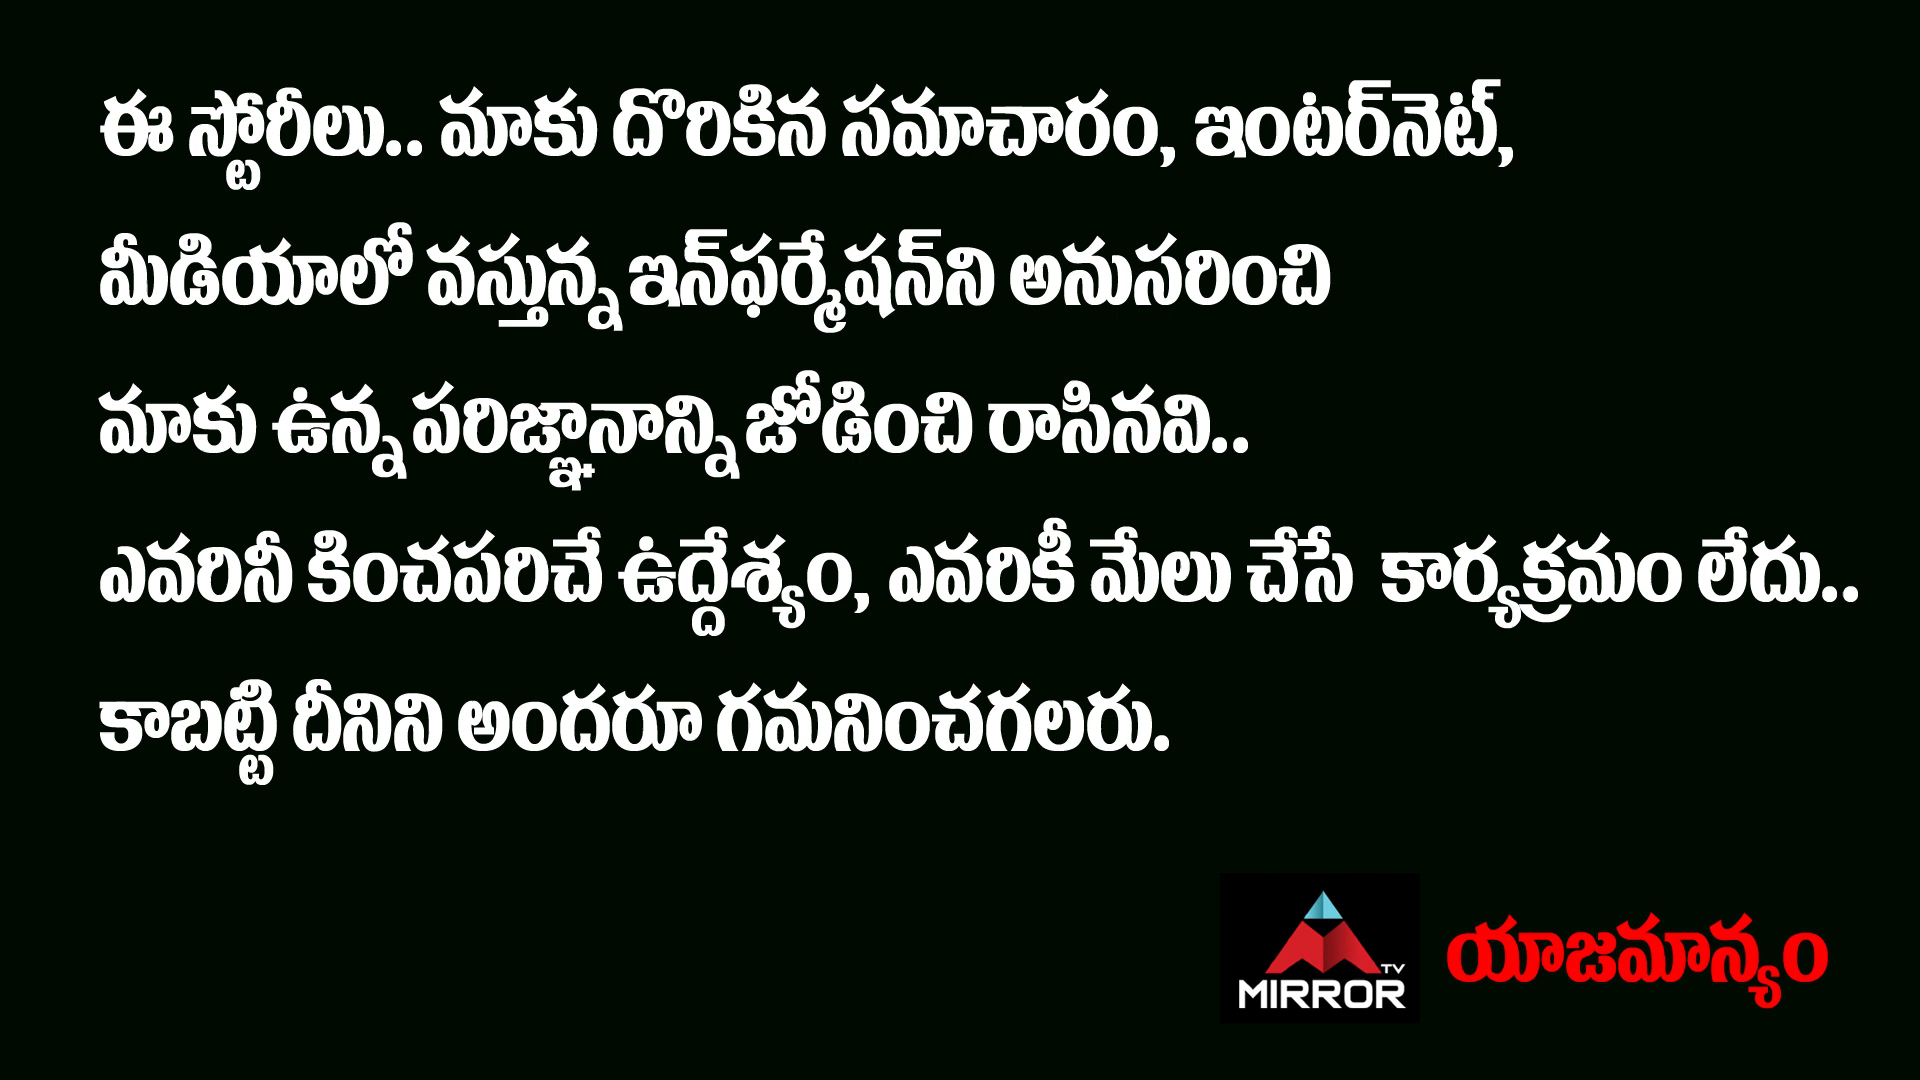 ఈ స్టోరీలు.. మాకు దొరికిన సమాచారం, ఇంటర్‌నెట్,
మీడియాలో వస్తున్న ఇన్‌ఫర్మేషన్‌ని అనుసరించి
మాకు ఉన్న పరిజ్ఞానాన్ని జోడించి రాసినవి..
ఎవరినీ కించపరిచే ఉద్దేశ్యం, ఎవరికీ మేలు చేసే కార్యక్రమం లేదు..
కాబట్టి దీనిని అందరూ గమనించగలరు.
TV
MIRROR
యాజమాన్యం